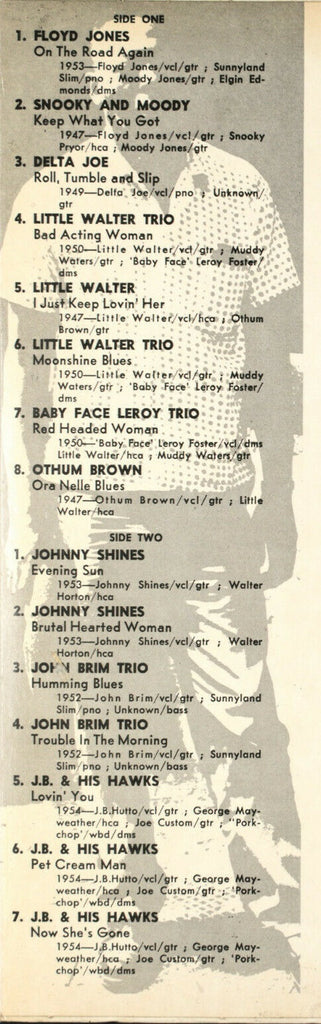 SIDE ONE
1. FLOYD JONES
On The Road Again
1953—Floyd Jones/vcl/gtr ; Sunnyland
Slim/pno ; Moody Jones/gtr ; Elgin Ed-
monds/dms
2. SNOOKY AND MOODY
Keep What You Got
1947—Floyd Jones/vcl/gtr ; Snooky
Pryor/hca ; Moody Jones/gtr
3. DELTA JOE
Roll, Tumble and Slip
1949—Delta Joe/vcl/pno ; Unknown/
gtr
4. LITTLE WALTER TRIO
Bad Acting Woman
1950—Little Walter/vcl/gtr ; Muddy
Waters/gtr ; 'Baby Face' Leroy Foster/
dms
5. LITTLE WALTER
I Just Keep Lovin' Her
1947—Little Walter/vcl/hca ; Othum
Brown/gtr
6. LITTLE WALTER TRIO
Moonshine Blues
1950—Little Walter/vcl/gtr ; Muddy
Waters/gtr ; 'Baby Face' Leroy Foster/
dms
7. BABY FACE LEROY TRIO
Red Headed Woman
1950—'Baby Face' Leroy Foster/vcl/dms
Little Walter/hca ; Muddy Waters/gtr
8. OTHUM BROWN
Ora Nelle Blues
1947—Othum Brown/vcl/gtr ; Little
Walter/hca
SIDE TWO
1. JOHNNY SHINES
Evening Sun
1953—Johnny Shines/vcl/gtr ; Walter
Horton/hca
2. JOHNNY SHINES
Brutal Hearted Woman
1953—Johnny Shines/vcl/gtr ; Walter
Horton/hca
3. JOHN BRIM TRIO
Humming Blues
1952—John Brim/vcl/gtr ; Sunnyland
Slim/pno ; Unknown/bass
4. JOHN BRIM TRIO
Trouble In The Morning
1952—John Brim/vcl/gtr ; Sunnyland
Slim/pno ; Unknown/bass
5. J.B. & HIS HAWKS
Lovin' You
1954—J.B.Hutto/vcl/gtr ; George May-
weather/hca ; Joe Custom/gtr ; 'Pork-
chop'/wbd/dms
6. J.B. & HIS HAWKS
Pet Cream Man
1954—J.B.Hutto/vcl/gtr ; George May-
weather/hca ; Joe Custom/gtr ; 'Pork-
chop'/wbd/dms
7. J.B. & HIS HAWKS
Now She's Gone
1954—J.B.Hutto/vcl/gtr ; George May-
weather/hca ; Joe Custom/gtr ; 'Pork-
chop'/wbd/dms